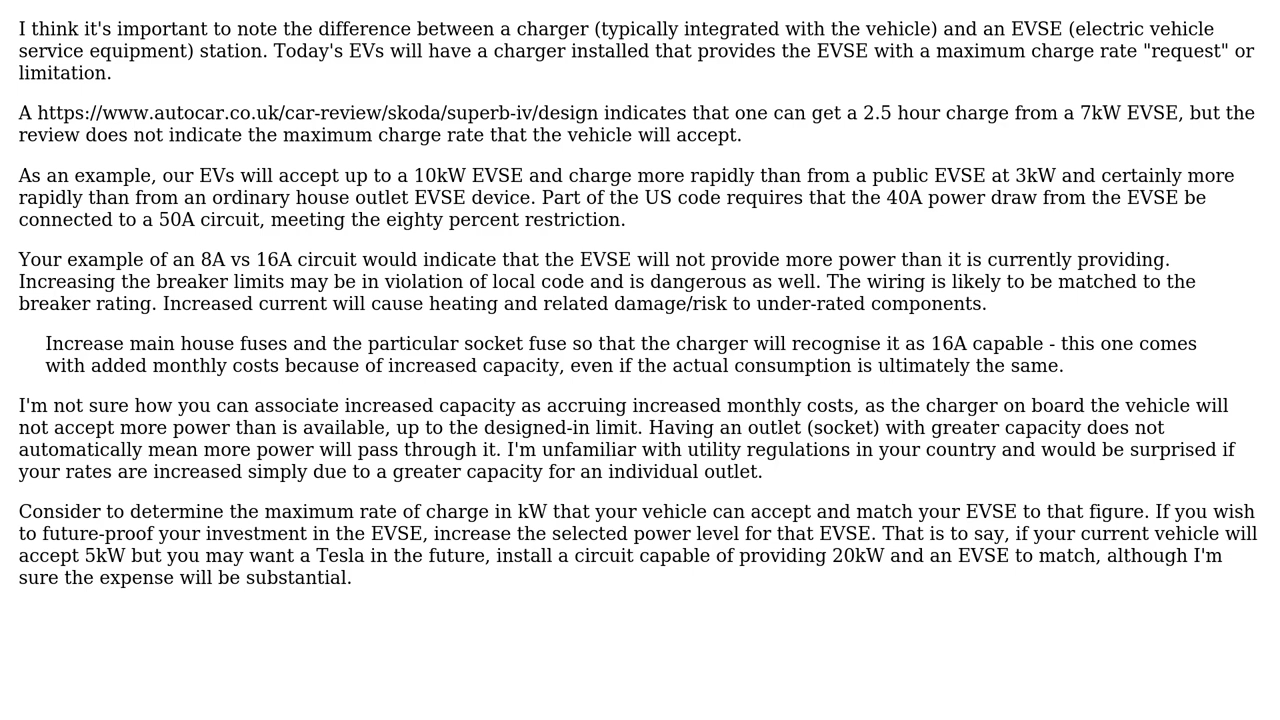 I think it's important to note the difference between a charger (typically integrated with the vehicle) and an EVSE (electric vehicle
service equipment) station. Today's EVs will have a charger installed that provides the EVSE with a maximum charge rate "request" or
limitation.
A https://www.autocar.co.uk/car-review/skoda/superb-iv/design indicates that one can get a 2.5 hour charge from a 7kW EVSE, but the
review does not indicate the maximum charge rate that the vehicle will accept.
As an example, our EVs will accept up to a 10kW EVSE and charge more rapidly than from a public EVSE at 3kW and certainly more
rapidly than from an ordinary house outlet EVSE device. Part of the US code requires that the 40A power draw from the EVSE be
connected to a 50A circuit, meeting the eighty percent restriction.
Your example of an 8A vs 16A circuit would indicate that the EVSE will not provide more power than it is currently providing.
Increasing the breaker limits may be in violation of local code and is dangerous as well. The wiring is likely to be matched to the
breaker rating. Increased current will cause heating and related damage/risk to under-rated components.
Increase main house fuses and the particular socket fuse so that the charger will recognise it as 16A capable - this one comes
with added monthly costs because of increased capacity, even if the actual consumption is ultimately the same.
I'm not sure how you can associate increased capacity as accruing increased monthly costs, as the charger on board the vehicle will
not accept more power than is available, up to the designed-in limit. Having an outlet (socket) with greater capacity does not
automatically mean more power will pass through it. I'm unfamiliar with utility regulations in your country and would be surprised if
your rates are increased simply due to a greater capacity for an individual outlet.
Consider to determine the maximum rate of charge in kW that your vehicle can accept and match your EVSE to that figure. If you wish
to future-proof your investment in the EVSE, increase the selected power level for that EVSE. That is to say, if your current vehicle will
accept 5kW but you may want a Tesla in the future, install a circuit capable of providing 20kW and an EVSE to match, although I'm
sure the expense will be substantial.